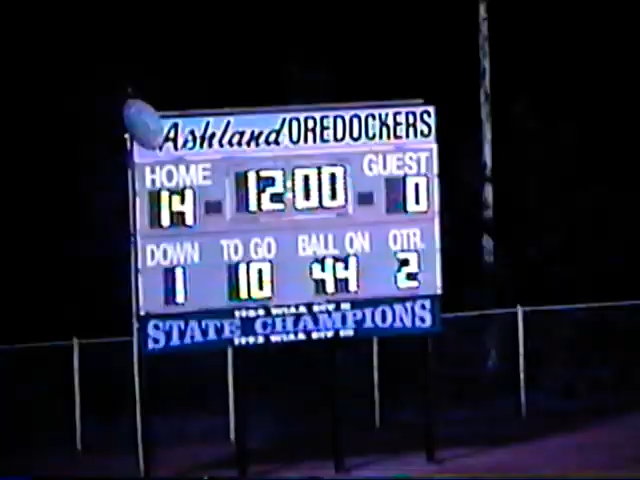 Ashland OREDOCKERS
HOME 12:00 GUEST
14 0
DOWN TO GO BALL ON QTR.
1 10 44 2
STATE CHAMPIONS